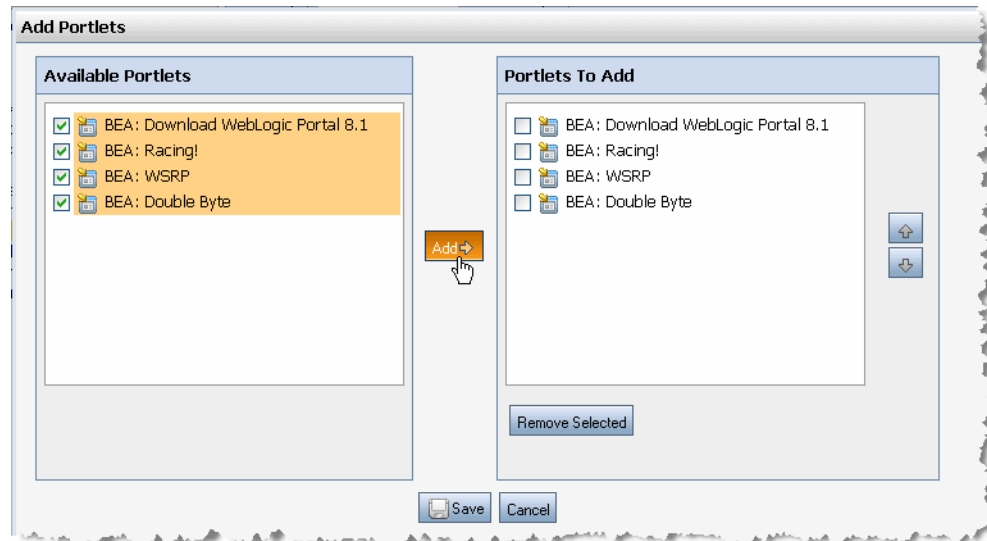 Add Portlets
Available Portlets
BEA: Download WebLogic Portal 8.1
BEA: Racing!
BEA: WSRP
BEA: Double Byte
Add
Portlets To Add
BEA: Download WebLogic Portal 8.1
BEA: Racing!
BEA: WSRP
BEA: Double Byte
Remove Selected
Save
Cancel